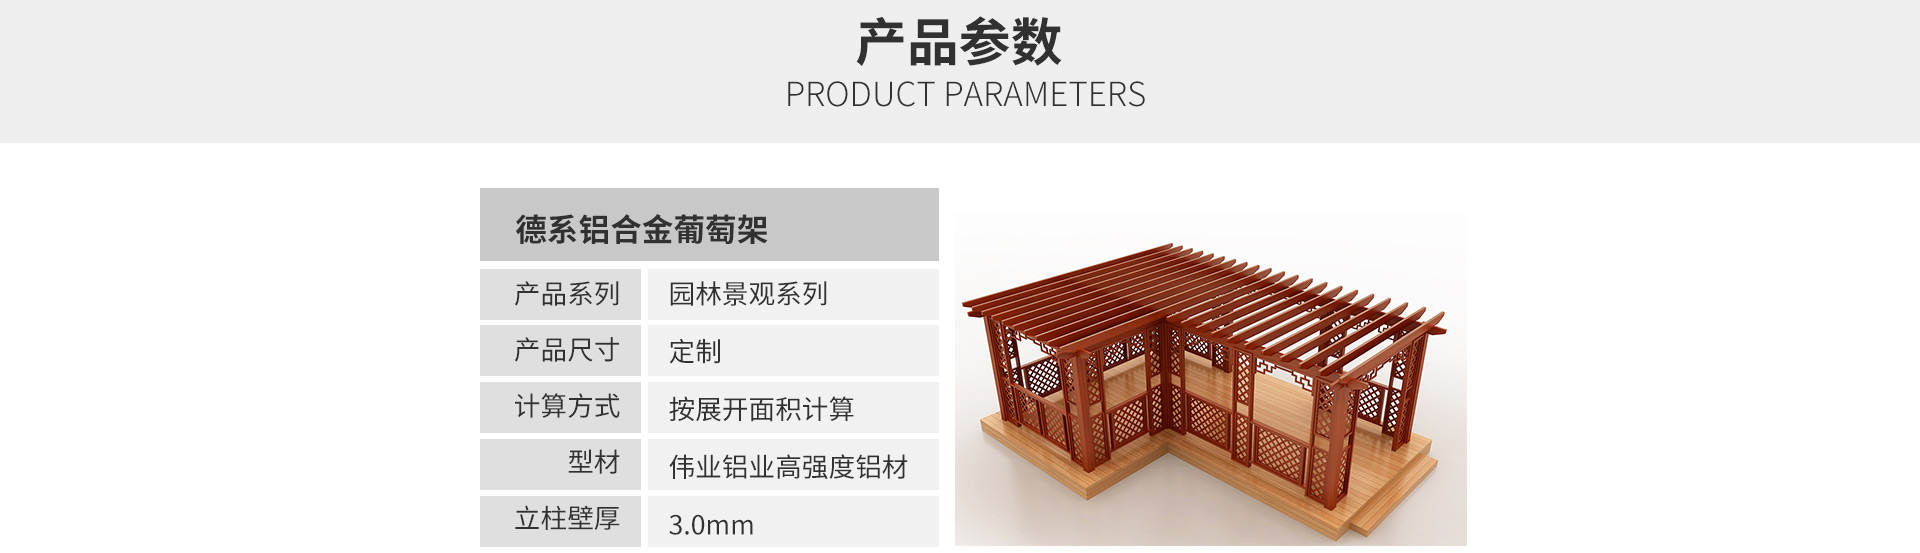 产品参数
PRODUCT PARAMETERS
德系铝合金葡萄架
产品系列 园林景观系列
产品尺寸 定制
计算方式 按展开面积计算
型材 伟业铝业高强度铝材
立柱壁厚 3.0mm